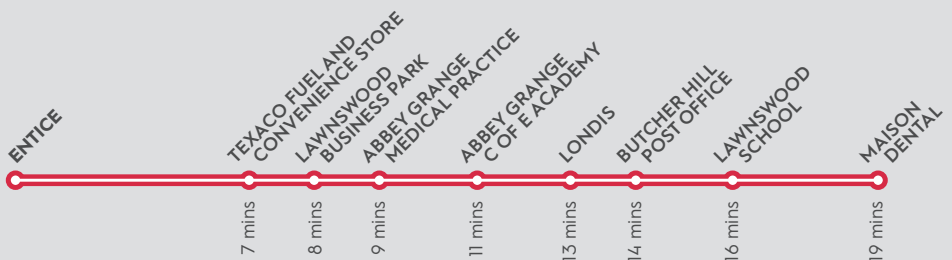 ENTICE
TEXACO FUEL AND
CONVENIENCE STORE
LAWNSWOOD
BUSINESS PARK
ABBEY GRANGE
MEDICAL PRACTICE
ABBEY GRANGE
C OF E ACADEMY
LONDIS
BUTCHER HILL
POST OFFICE
LAWNSWOOD
SCHOOL
MAISON
DENTAL
7 mins
8 mins
9 mins
11 mins
13 mins
14 mins
16 mins
19 mins